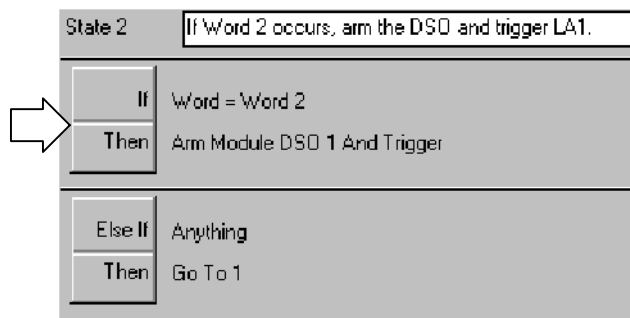 State 2 If Word 2 occurs, arm the DSO and trigger LA1.
If Word = Word 2
Then Arm Module DSO 1 And Trigger
Else If Anything
Then Go To 1